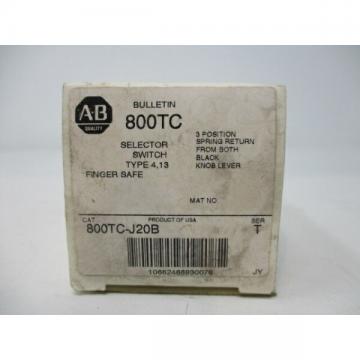 A-B
QUALITY
BULLETIN
800TC
SELECTOR
SWITCH
TYPE 4,13
FINGER SAFE
3 POSITION
SPRING RETURN
FROM BOTH
BLACK
KNOB LEVER
MAT NO
CAT
PRODUCT OF USA
SER
800TC-J20B
T
JY